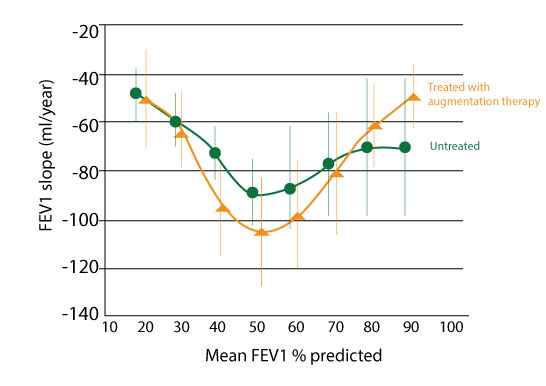 -20
-40
-60
-80
-100
-120
-140
FEV1 slope (ml/year)
Treated with
augmentation therapy
Untreated
10 20 30 40 50 60 70 80 90 100
Mean FEV1 % predicted